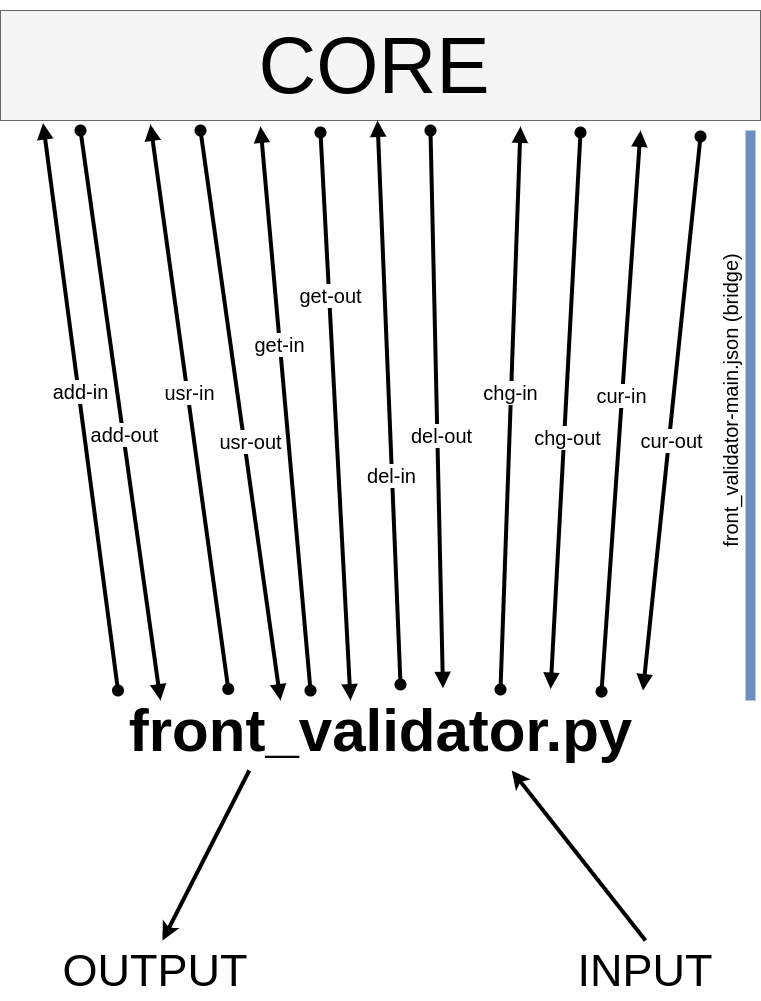 CORE
get-out
get-in
add-in
usr-in
chg-in
cur-in
add-out
usr-out
del-out
chg-out
cur-out
del-in
front_validator-main.json (bridge)
front_validator.py
OUTPUT
INPUT